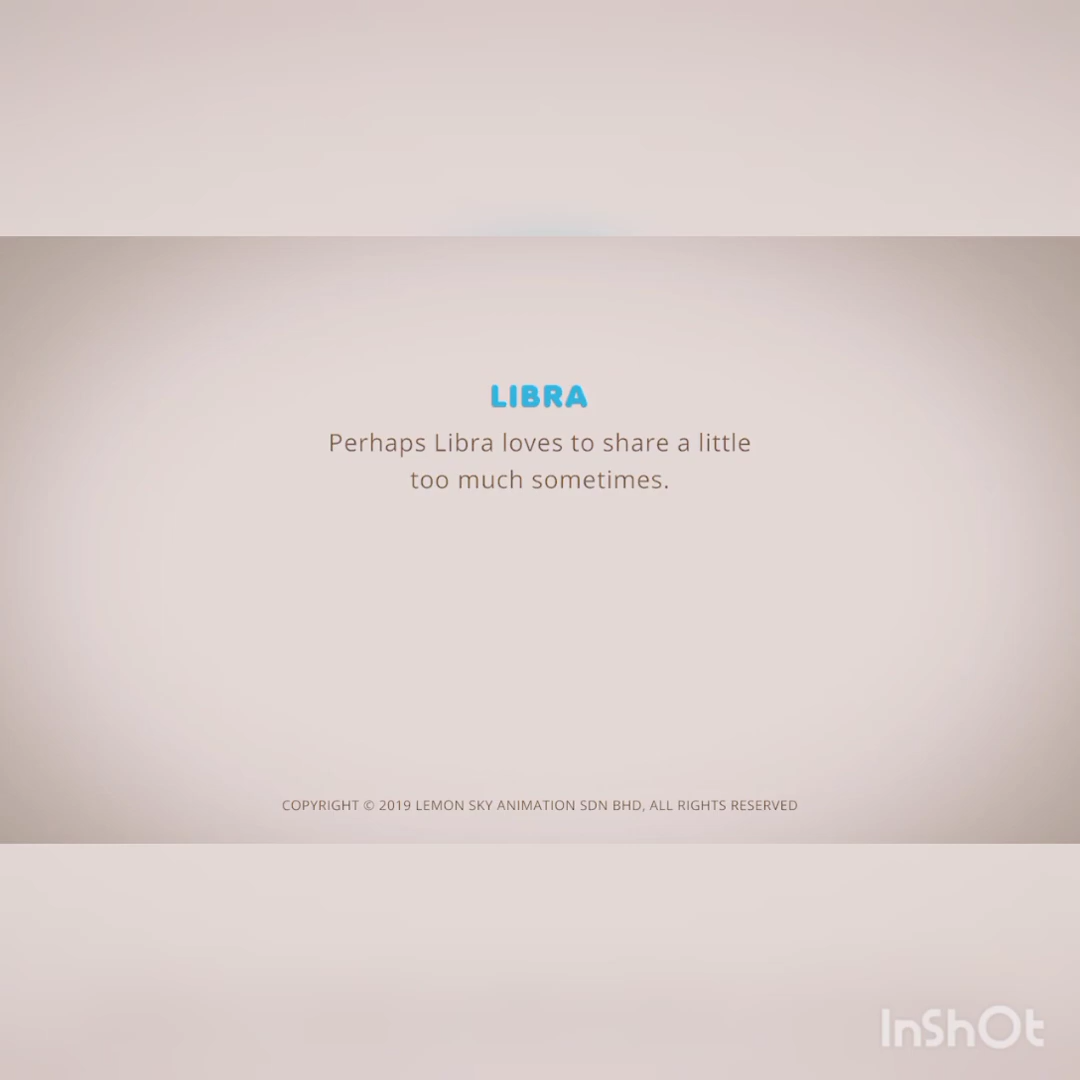 LIBRA
Perhaps Libra loves to share a little
too much sometimes.
COPYRIGHT © 2019 LEMON SKY ANIMATION SDN BHD, ALL RIGHTS RESERVED
InShOt